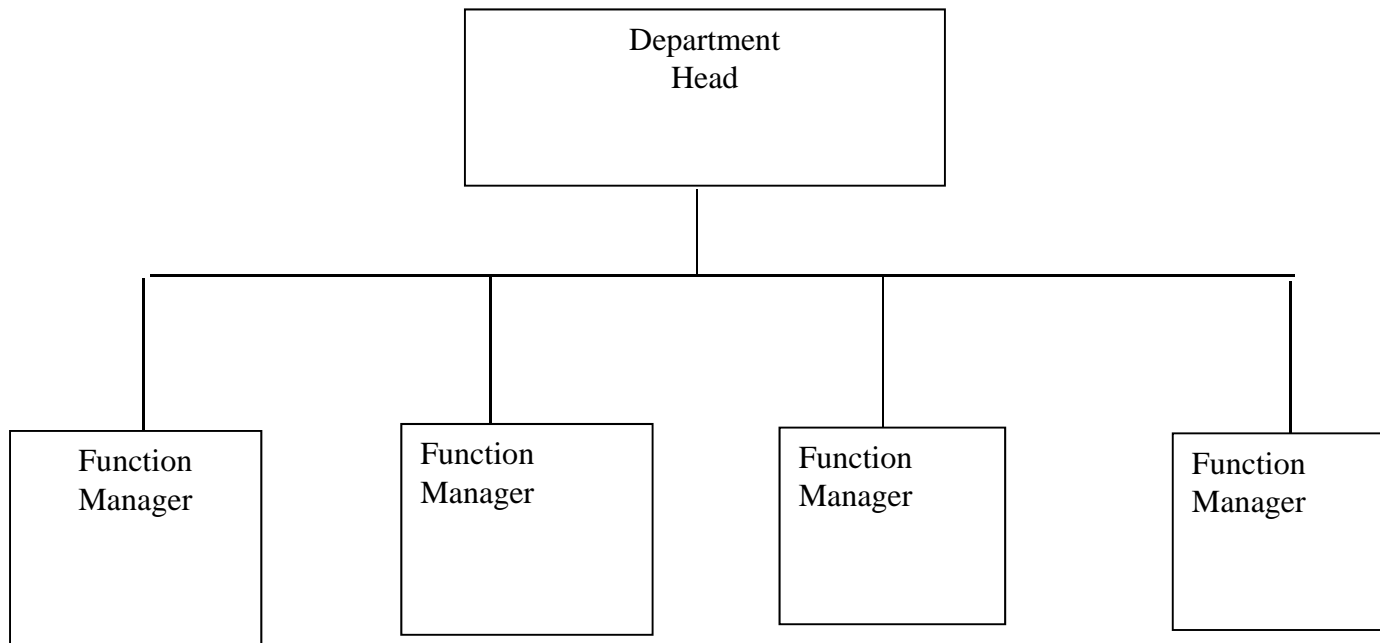 Department
Head
Function
Manager
Function
Manager
Function
Manager
Function
Manager